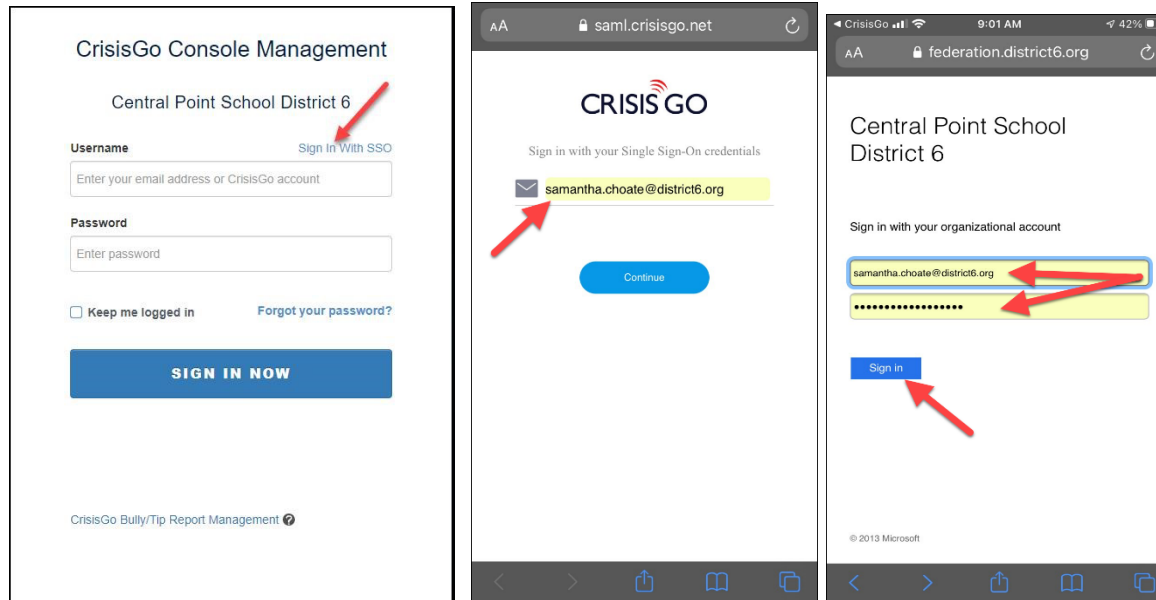 CrisisGo Console Management
Central Point School District 6
Username Sign In With SSO
Enter your email address or CrisisGo account
Password
Enter password
Keep me logged in Forgot your password?
SIGN IN NOW
CrisisGo Bully/Tip Report Management ?
AA saml.crisisgo.net
CRISIS GO
Sign in with your Single Sign-On credentials
samantha.choate@district6.org
Continue
CrisisGo 9:01 AM 42%
AA federation.district6.org
Central Point School
District 6
Sign in with your organizational account
samantha.choate@district6.org
••••••••••••••••••
Sign in
© 2013 Microsoft